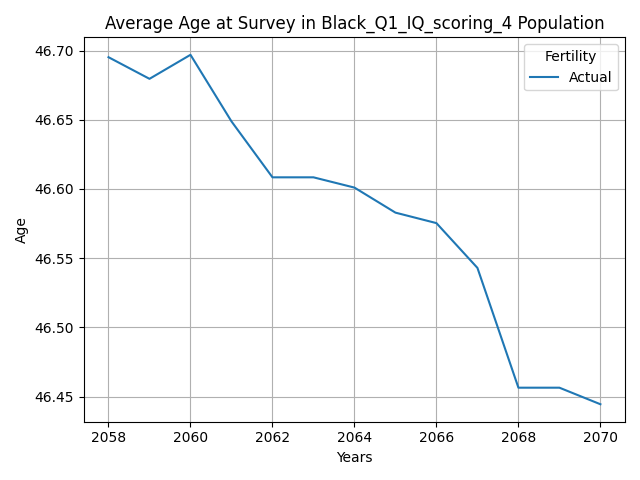 Average Age at Survey in Black_Q1_IQ_scoring_4 Population
Fertility
Actual
46.70
46.65
46.60
46.55
46.50
46.45
Age
2058 2060 2062 2064 2066 2068 2070
Years